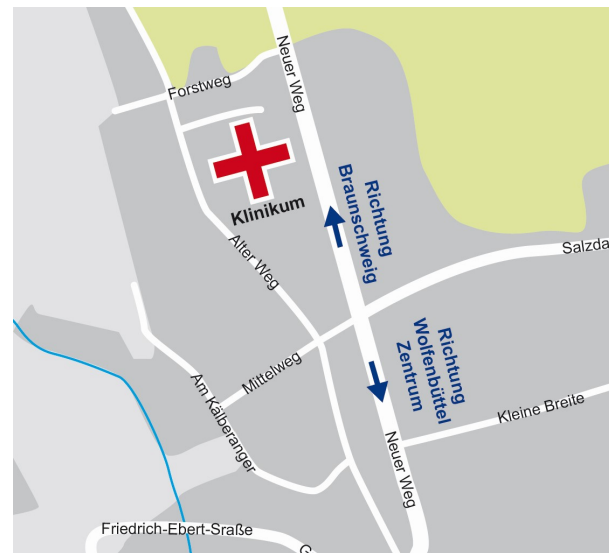 Neuer Weg
Forstweg
Klinikum
Richtung
Braunschweig
Alter Weg
Salzda
Richtung
Wolfenbüttel
Zentrum
Mittelweg
Am Kälberanger
Kleine Breite
Neuer Weg
Friedrich-Ebert-Sraße
G